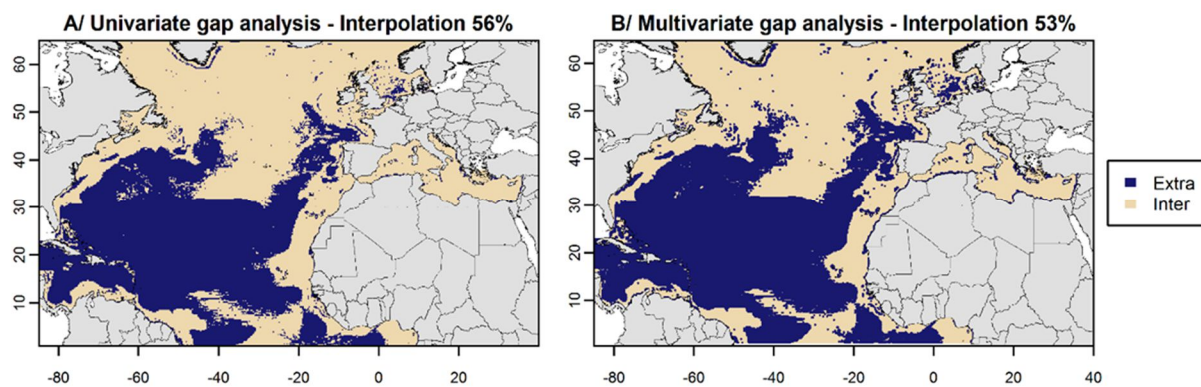 A/ Univariate gap analysis - Interpolation 56%
B/ Multivariate gap analysis - Interpolation 53%
60
50
40
30
20
10
60
50
40
30
20
10
Extra
Inter
-80 -60 -40 -20 0 20
-80 -60 -40 -20 0 20 40